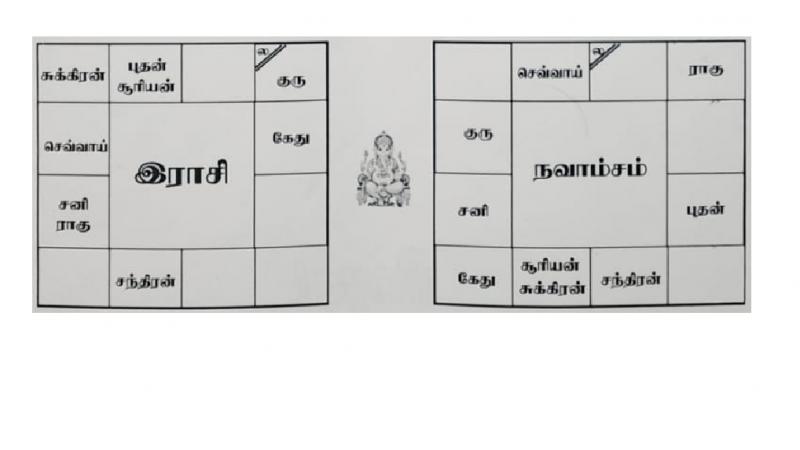 சுக்கிரன்
புதன்
சூரியன்
ல
குரு
செவ்வாய்
கேது
இராசி
சனி
ராகு
சந்திரன்
செவ்வாய்
ல
ராகு
குரு
நவாம்சம்
சனி
புதன்
கேது
சூரியன்
சுக்கிரன்
சந்திரன்